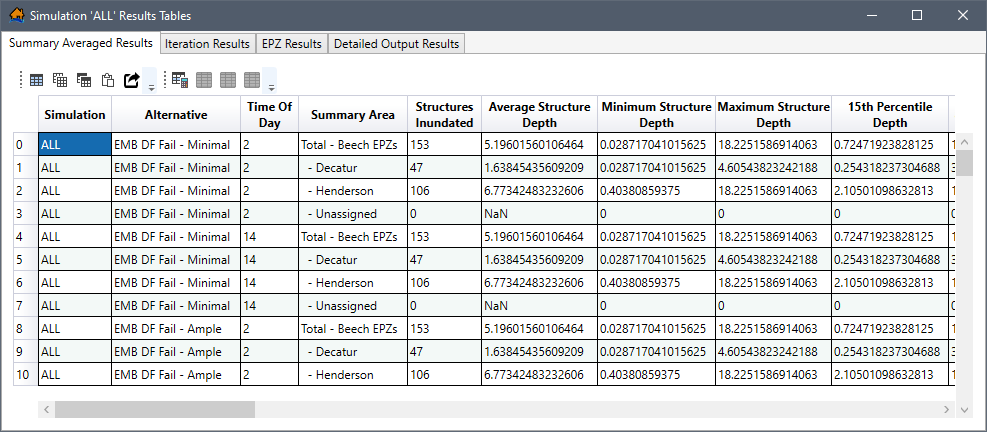 Simulation 'ALL' Results Tables
Summary Averaged Results Iteration Results EPZ Results Detailed Output Results
Simulation Alternative Time Of Day Summary Area Structures Inundated Average Structure Depth Minimum Structure Depth Maximum Structure Depth 15th Percentile Depth
0 ALL EMB DF Fail - Minimal 2 Total - Beech EPZs 153 5.19601560106464 0.028717041015625 18.2251586914063 0.72471923828125 1
1 ALL EMB DF Fail - Minimal 2 - Decatur 47 1.63845435609209 0.028717041015625 4.60543823242188 0.254318237304688 3
2 ALL EMB DF Fail - Minimal 2 - Henderson 106 6.77342483232606 0.40380859375 18.2251586914063 2.10501098632813 1
3 ALL EMB DF Fail - Minimal 2 - Unassigned 0 NaN 0 0 0 0
4 ALL EMB DF Fail - Minimal 14 Total - Beech EPZs 153 5.19601560106464 0.028717041015625 18.2251586914063 0.72471923828125 1
5 ALL EMB DF Fail - Minimal 14 - Decatur 47 1.63845435609209 0.028717041015625 4.60543823242188 0.254318237304688 3
6 ALL EMB DF Fail - Minimal 14 - Henderson 106 6.77342483232606 0.40380859375 18.2251586914063 2.10501098632813 1
7 ALL EMB DF Fail - Minimal 14 - Unassigned 0 NaN 0 0 0 0
8 ALL EMB DF Fail - Ample 2 Total - Beech EPZs 153 5.19601560106464 0.028717041015625 18.2251586914063 0.72471923828125 1
9 ALL EMB DF Fail - Ample 2 - Decatur 47 1.63845435609209 0.028717041015625 4.60543823242188 0.254318237304688 3
10 ALL EMB DF Fail - Ample 2 - Henderson 106 6.77342483232606 0.40380859375 18.2251586914063 2.10501098632813 1